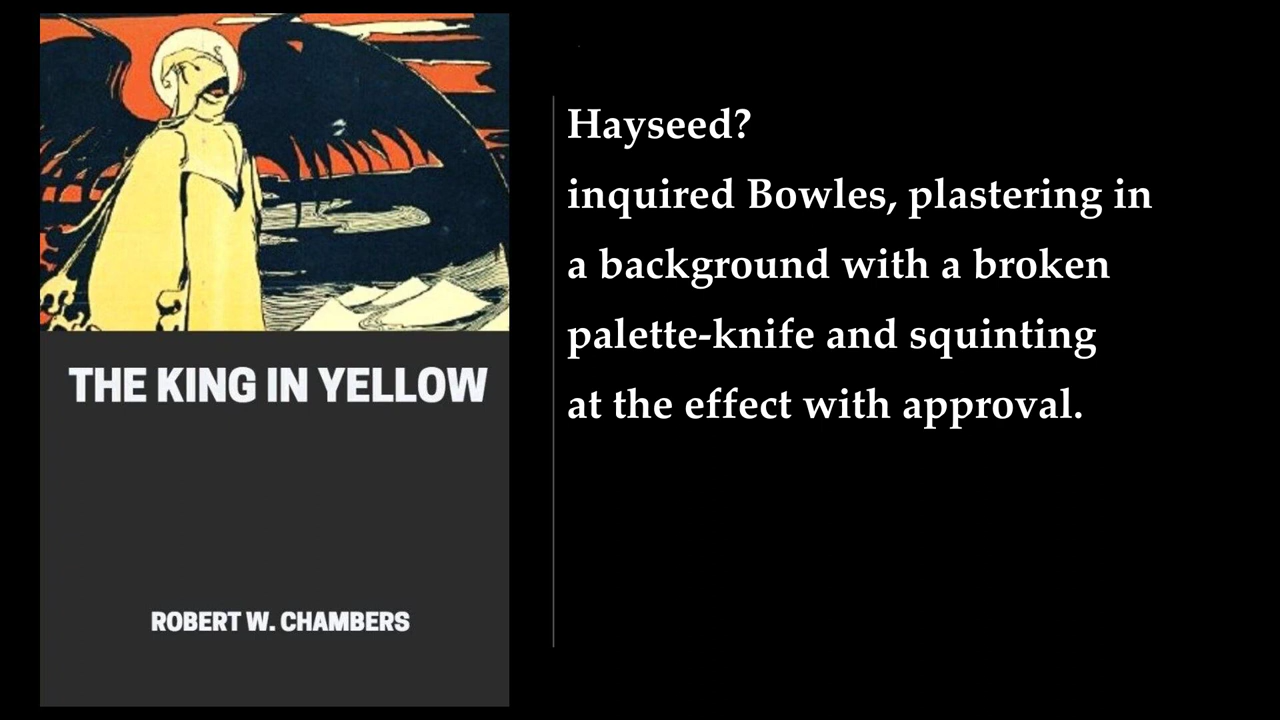 THE KING IN YELLOW
ROBERT W. CHAMBERS
Hayseed?
inquired Bowles, plastering in
a background with a broken
palette-knife and squinting
at the effect with approval.